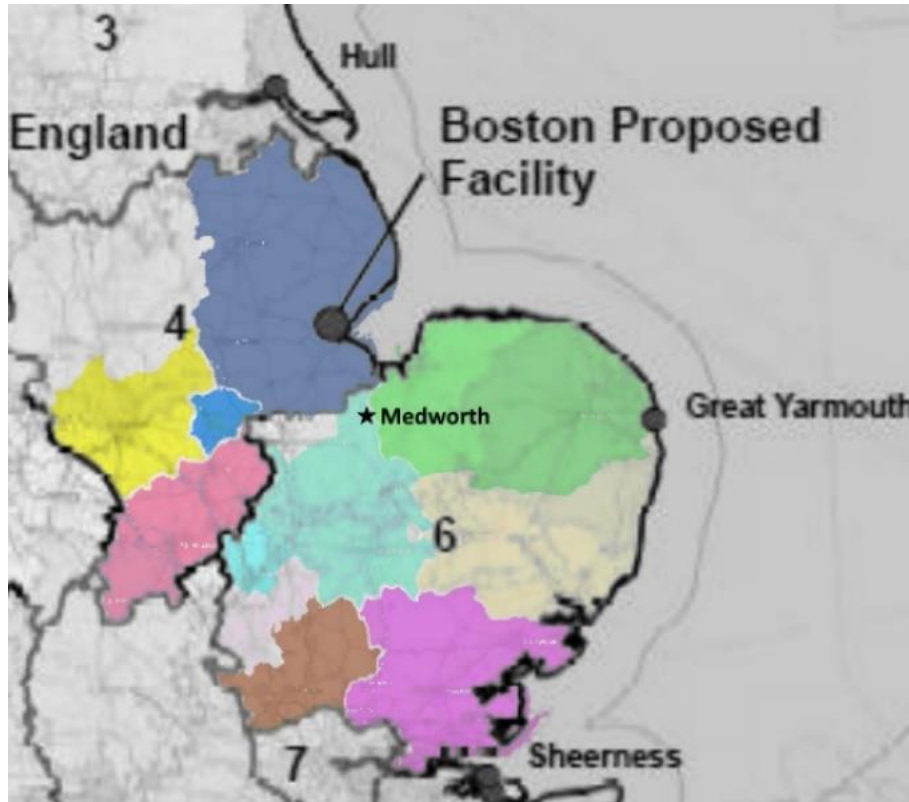 3
Hull
England
Boston Proposed
Facility
4
Medworth
Great Yarmouth
6
Sheerness
7